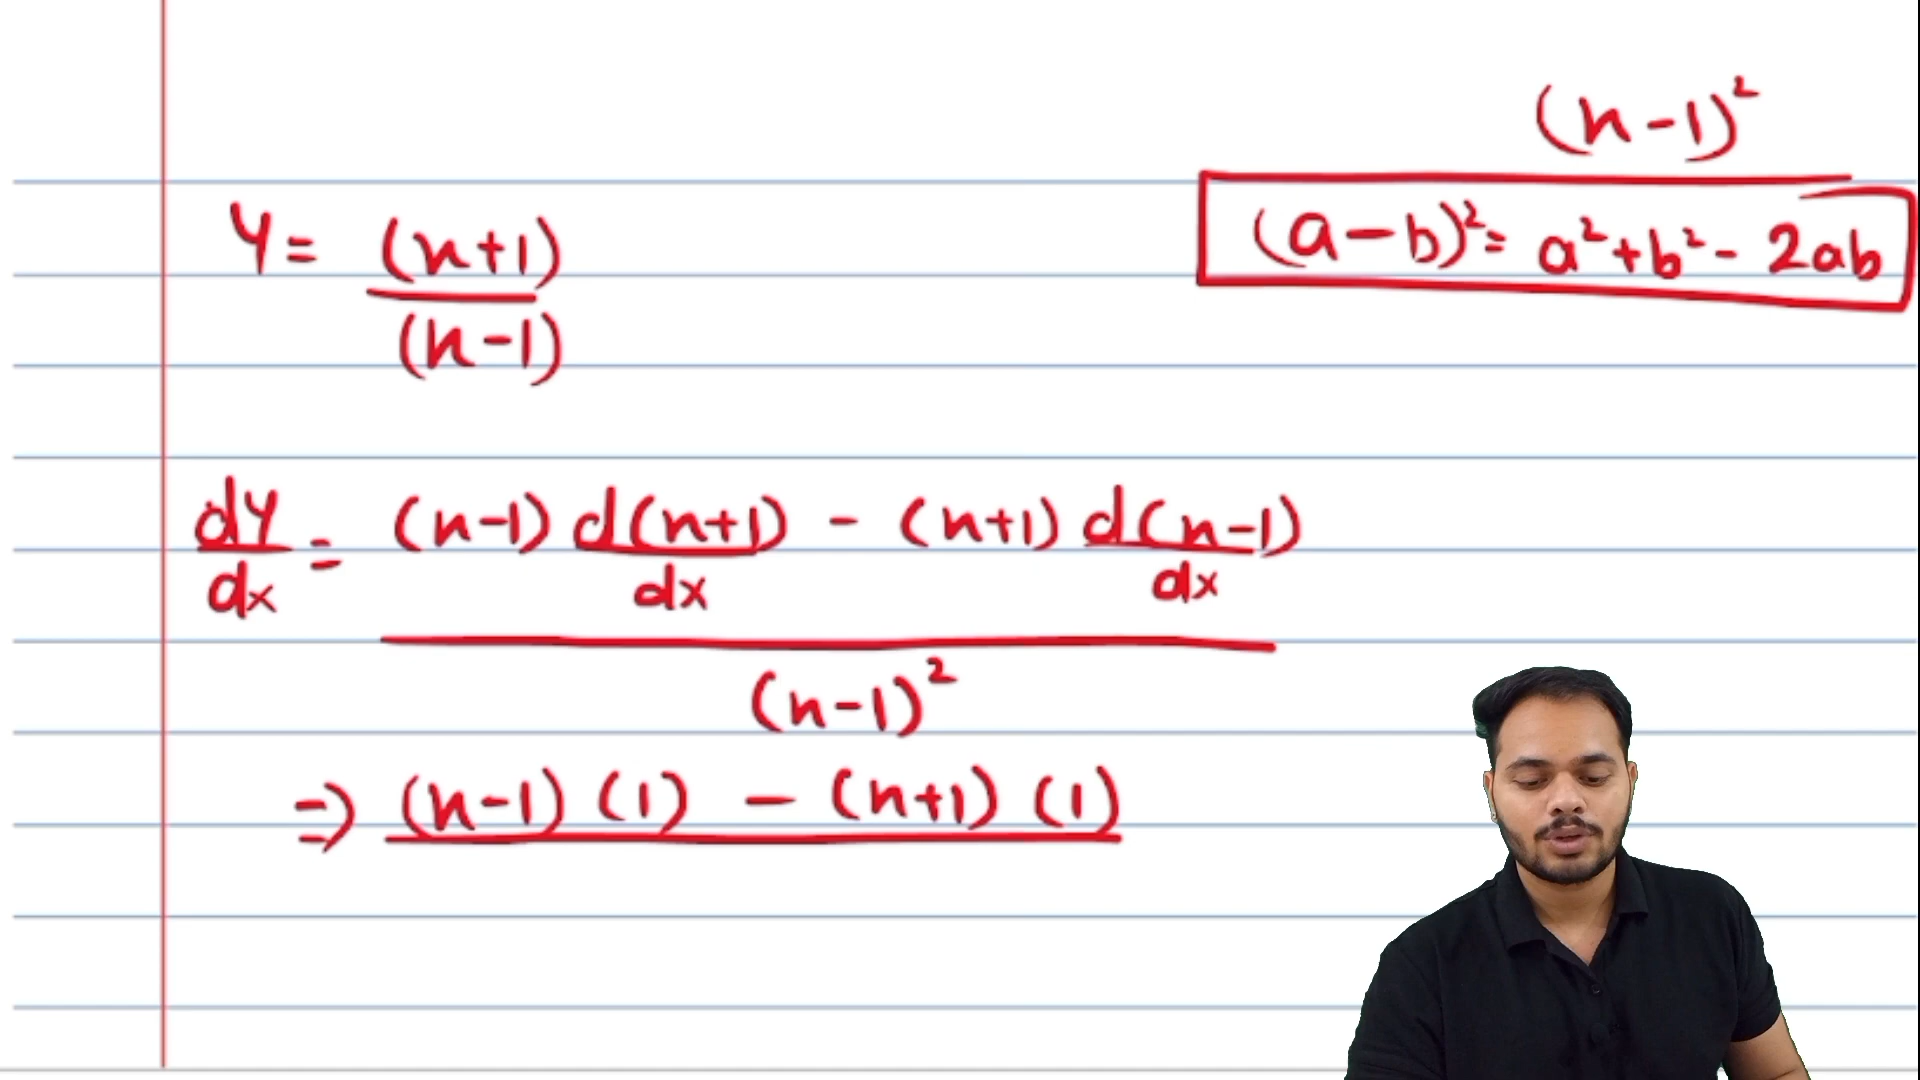 (n-1)²
(a-b)² = a²+b²- 2ab
Y = (n+1)
(n-1)
dY = (n-1) d(n+1) - (n+1) d(n-1)
dx dx dx
(n-1)²
=> (n-1) (1) - (n+1) (1)